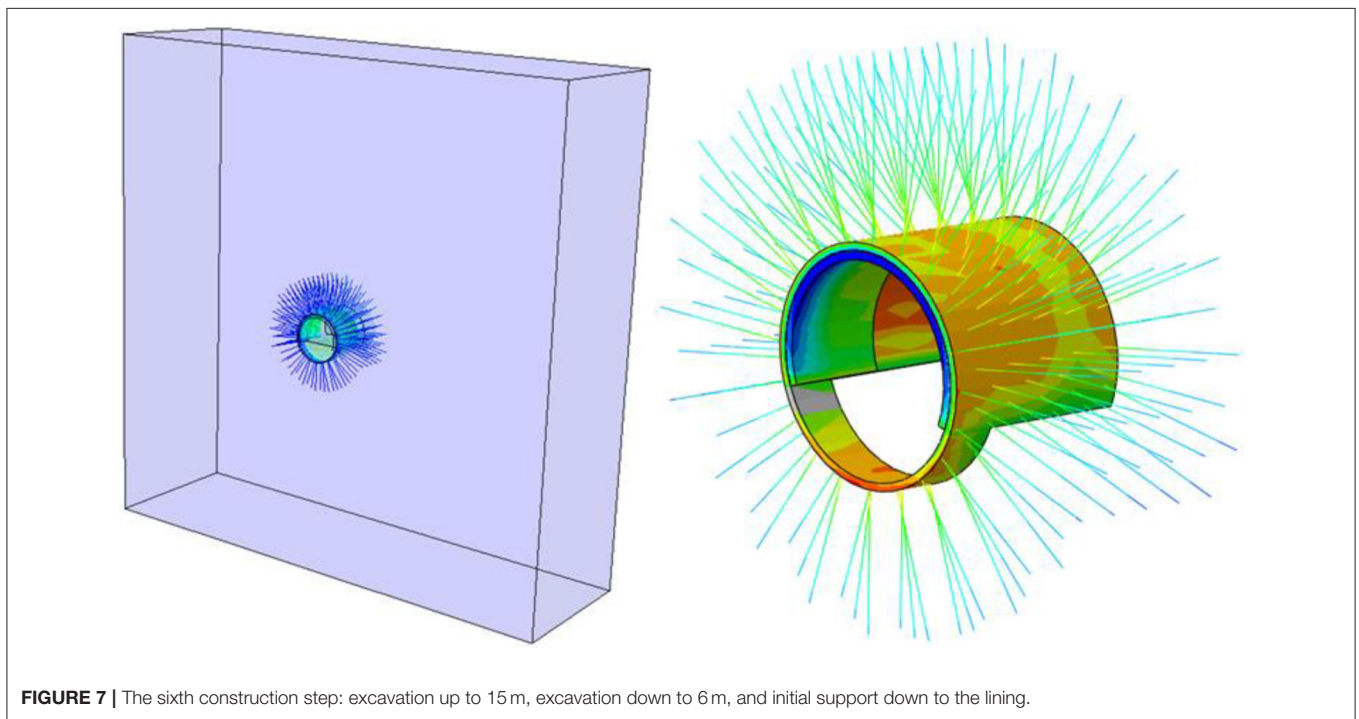 FIGURE 7 | The sixth construction step: excavation up to 15 m, excavation down to 6 m, and initial support down to the lining.